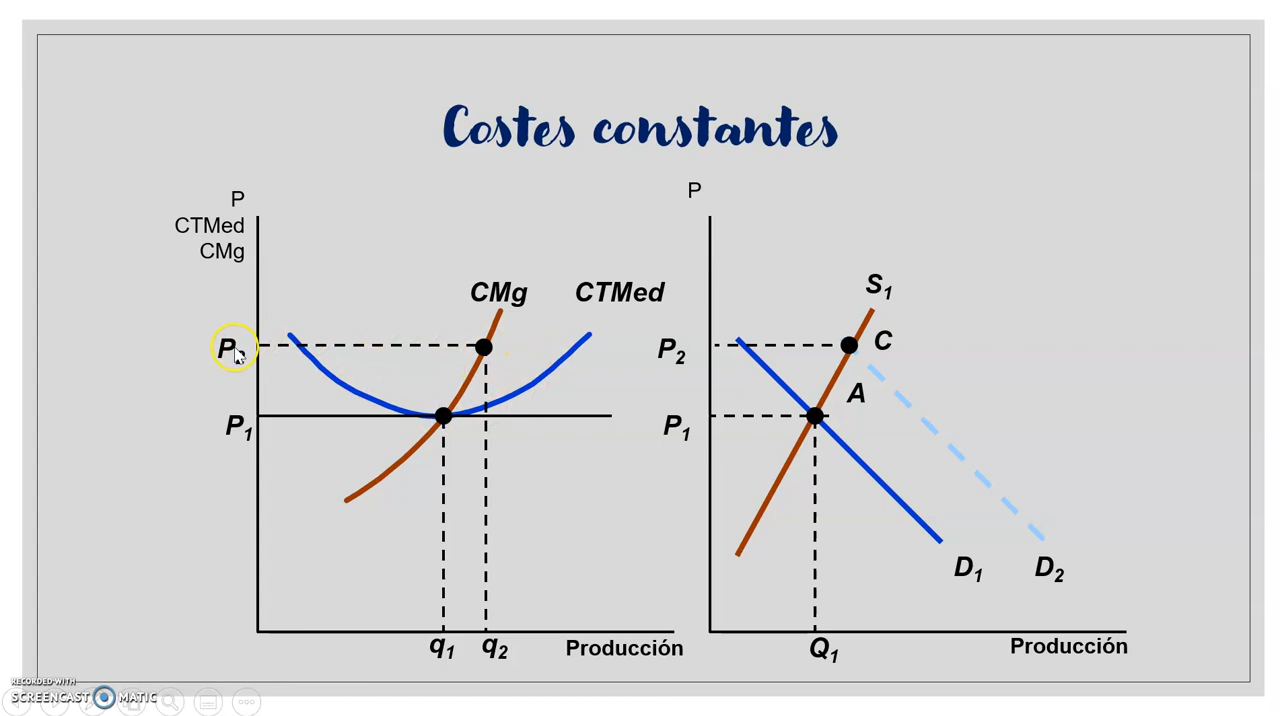 Costes constantes
P
CTMed
CMg
CMg
CTMed
P₁
q₁
q₂
Producción
P
S₁
P₂
C
P₁
A
D₁
D₂
Q₁
Producción
RECORDED WITH
SCREENCAST MATIC